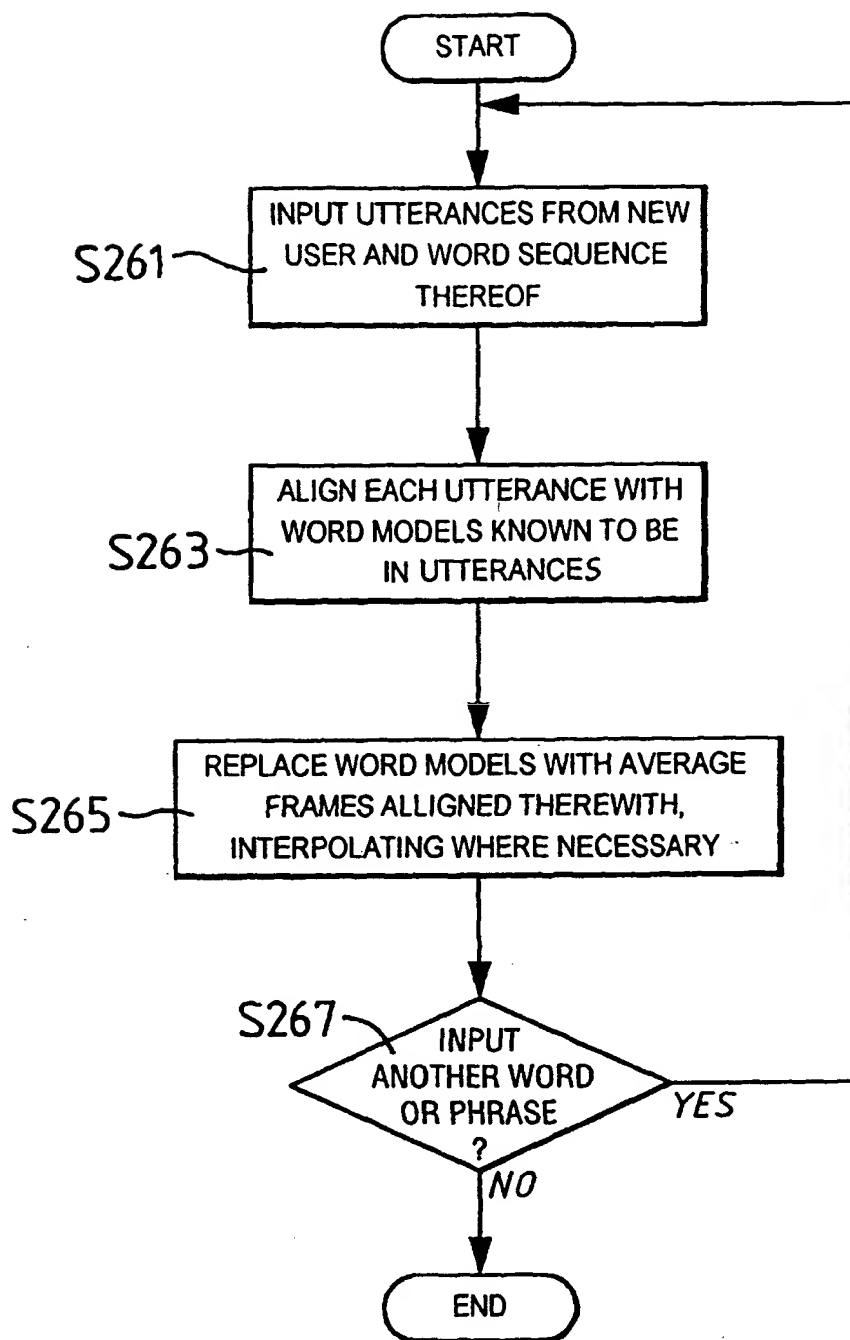 START
INPUT UTTERANCES FROM NEW
USER AND WORD SEQUENCE
THEREOF
S261
ALIGN EACH UTTERANCE WITH
WORD MODELS KNOWN TO BE
IN UTTERANCES
S263
REPLACE WORD MODELS WITH AVERAGE
FRAMES ALLIGNED THEREWITH,
INTERPOLATING WHERE NECESSARY
S265
S267
INPUT
ANOTHER WORD
OR PHRASE
?
YES
NO
END